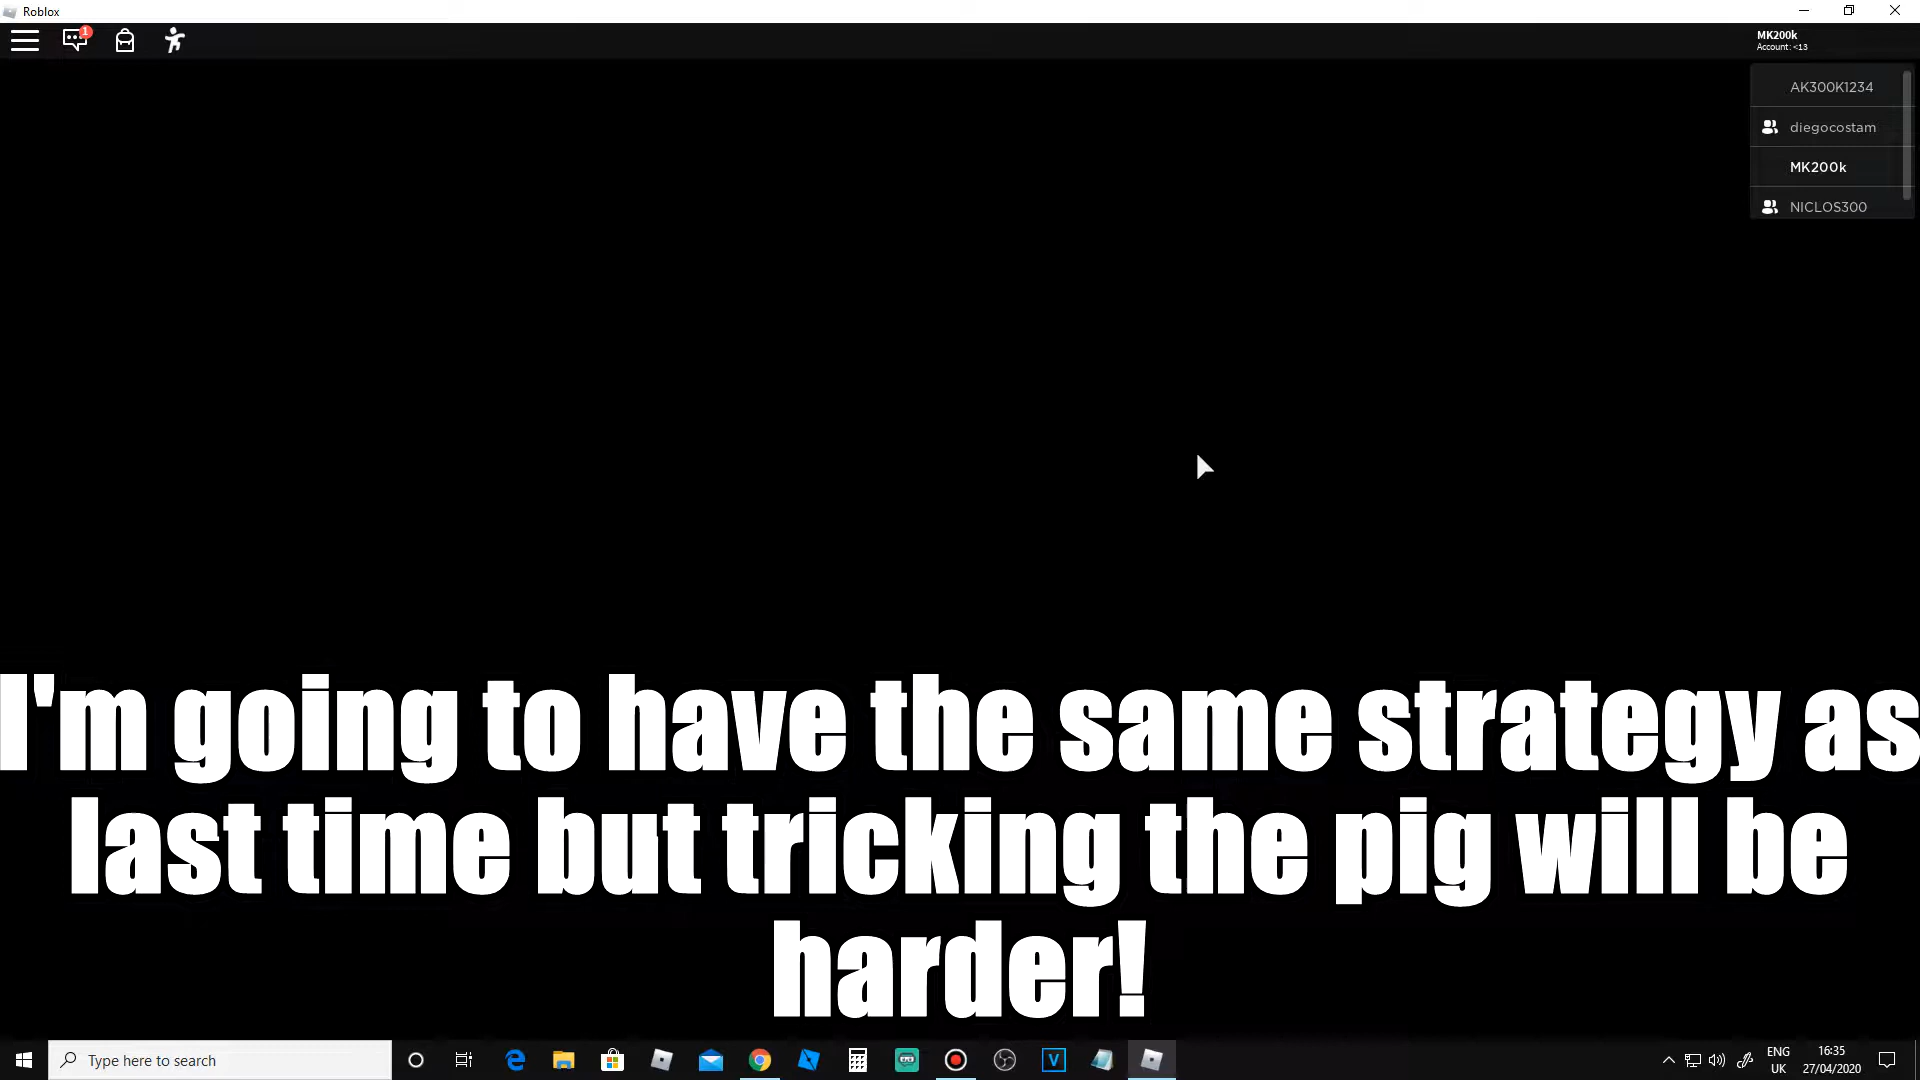 Roblox
1
MK200k
Account: <13
AK300K1234
diegocostam
MK200k
NICLOS300
I'm going to have the same strategy as
last time but tricking the pig will be
harder!
Type here to search
V
ENG
UK
16:35
27/04/2020